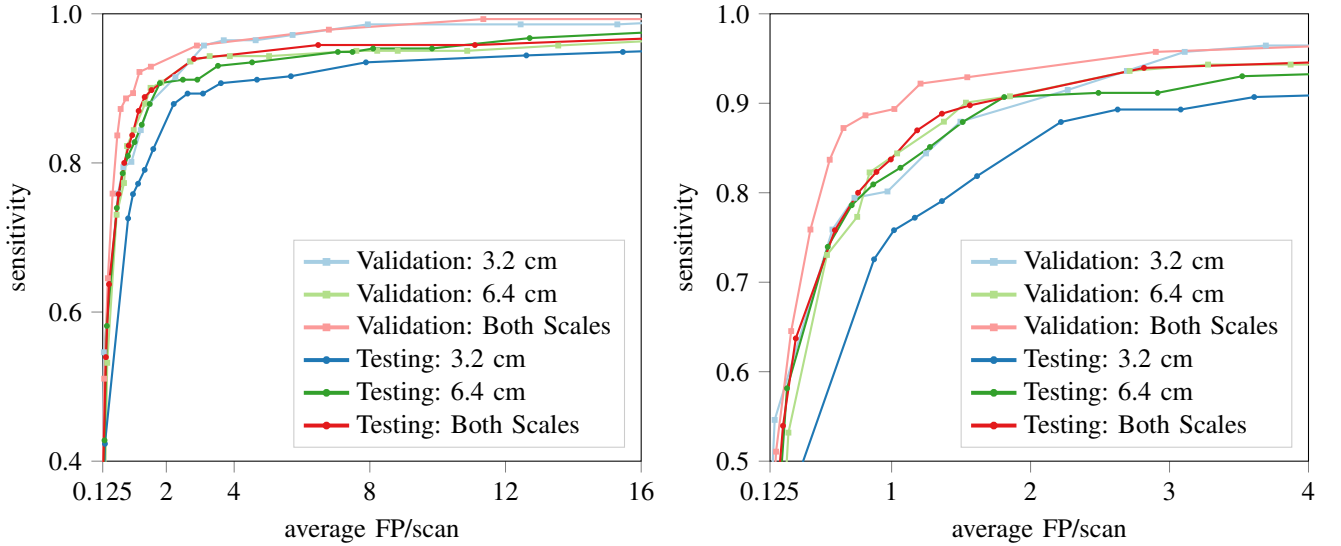 1.0
0.8
0.6
0.4
sensitivity
0.125 2 4 8 12 16
average FP/scan
Validation: 3.2 cm
Validation: 6.4 cm
Validation: Both Scales
Testing: 3.2 cm
Testing: 6.4 cm
Testing: Both Scales
1.0
0.9
0.8
0.7
0.6
0.5
sensitivity
0.125 1 2 3 4
average FP/scan
Validation: 3.2 cm
Validation: 6.4 cm
Validation: Both Scales
Testing: 3.2 cm
Testing: 6.4 cm
Testing: Both Scales